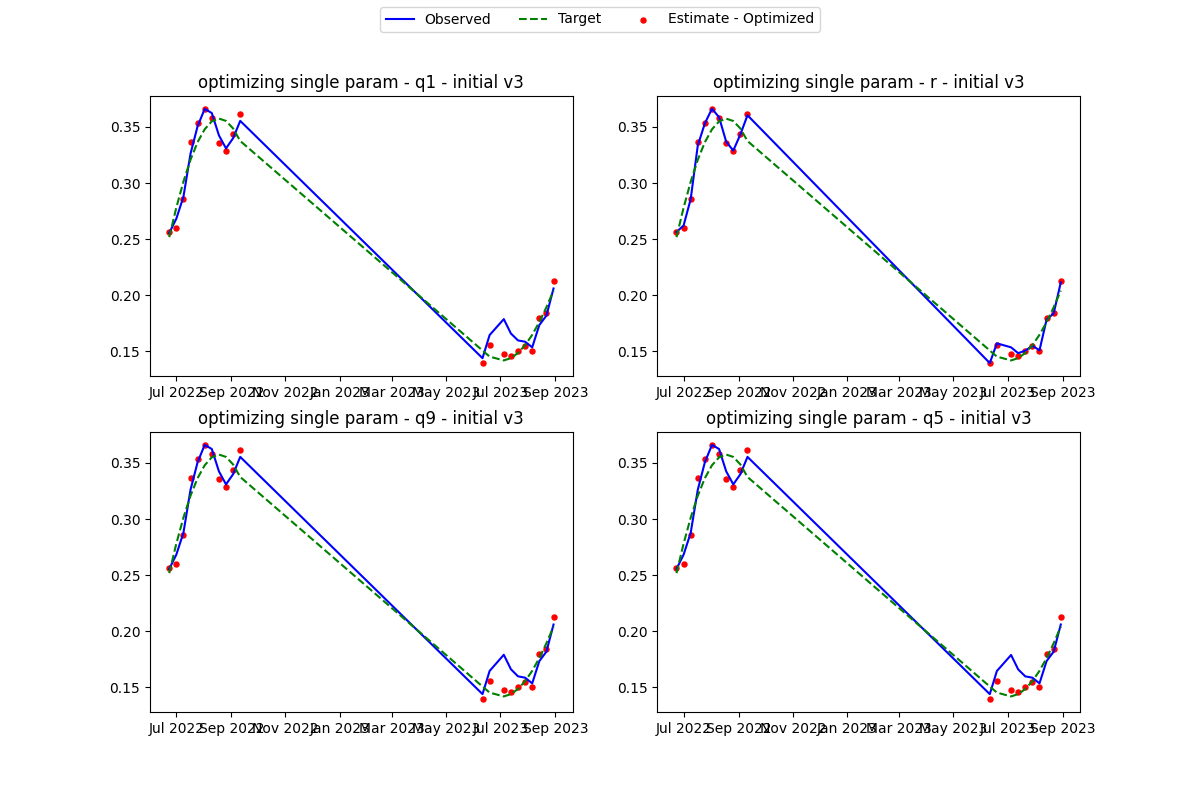 Observed Target Estimate - Optimized
optimizing single param - q1 - initial v3
optimizing single param - r - initial v3
0.35
0.30
0.25
0.20
0.15
Jul 2022 Sep 2022 Nov 2022 Jan 2023 Mar 2023 May 2023 Jul 2023 Sep 2023
0.35
0.30
0.25
0.20
0.15
Jul 2022 Sep 2022 Nov 2022 Jan 2023 Mar 2023 May 2023 Jul 2023 Sep 2023
optimizing single param - q9 - initial v3
optimizing single param - q5 - initial v3
0.35
0.30
0.25
0.20
0.15
Jul 2022 Sep 2022 Nov 2022 Jan 2023 Mar 2023 May 2023 Jul 2023 Sep 2023
0.35
0.30
0.25
0.20
0.15
Jul 2022 Sep 2022 Nov 2022 Jan 2023 Mar 2023 May 2023 Jul 2023 Sep 2023